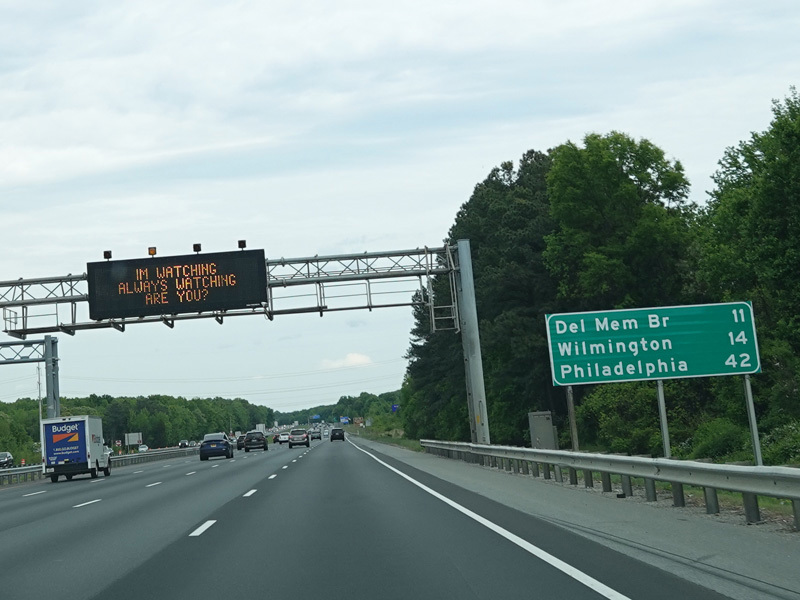 IM WATCHING
ALWAYS WATCHING
ARE YOU?
Del Mem Br 11
Wilmington 14
Philadelphia 42
Budget